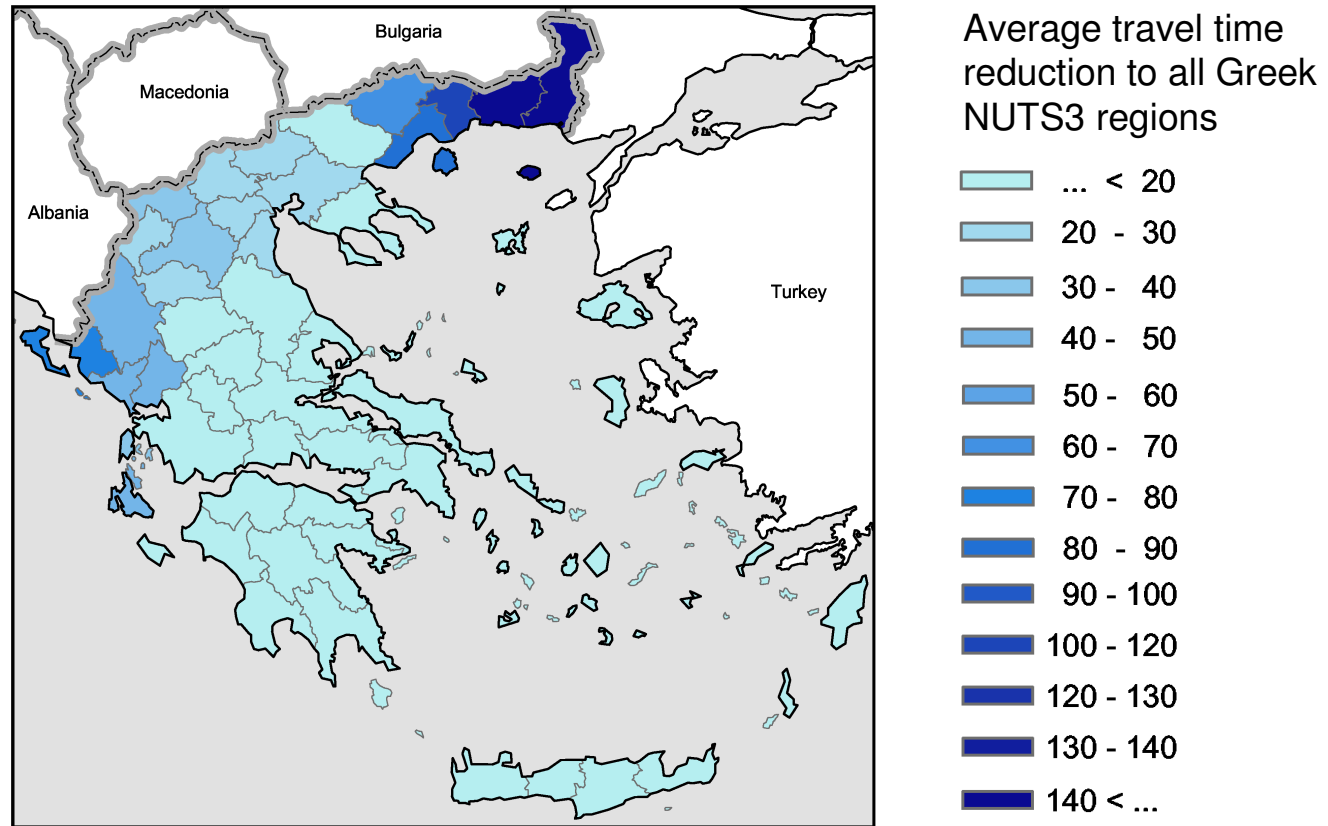 Bulgaria
Macedonia
Albania
Turkey
Average travel time
reduction to all Greek
NUTS3 regions
... < 20
20 - 30
30 - 40
40 - 50
50 - 60
60 - 70
70 - 80
80 - 90
90 - 100
100 - 120
120 - 130
130 - 140
140 < ...